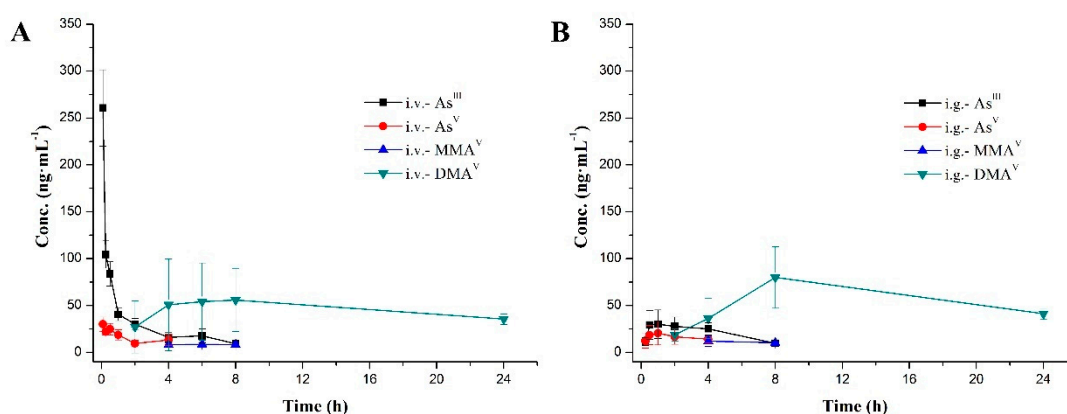 A
350
300
250
200
150
100
50
0
Conc. (ng·mL⁻¹)
i.v.- Asᴵᴵᴵ
i.v.- Asⱽ
i.v.- MMAⱽ
i.v.- DMAⱽ
0 4 8 12 16 20 24
Time (h)
B
350
300
250
200
150
100
50
0
Conc. (ng·mL⁻¹)
i.g.- Asᴵᴵᴵ
i.g.- Asⱽ
i.g.- MMAⱽ
i.g.- DMAⱽ
0 4 8 12 16 20 24
Time (h)